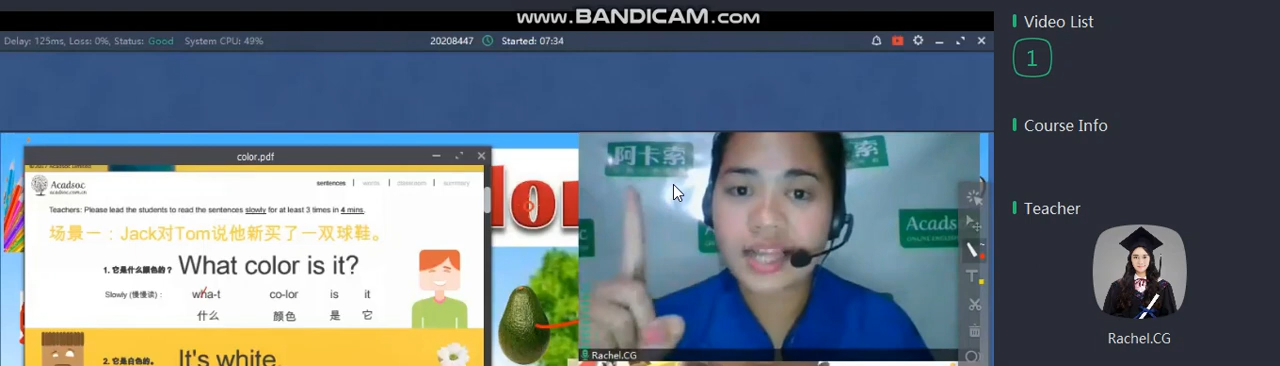 www.BANDICAM.com
Delay: 125ms, Loss: 0%, Status: Good System CPU: 49%
20208447 Started: 07:34
Video List
1
Course Info
Teacher
Rachel.CG
color.pdf
Acadsoc
acadsoc.com.cn
sentences | words | classroom | summary
Teachers: Please lead the students to read the sentences slowly for at least 3 times in 4 mins.
场景一：Jack对Tom说他新买了一双球鞋。
1. 它是什么颜色的？ What color is it?
Slowly (慢慢读)： wha-t co-lor is it
什么 颜色 是 它
2. 它是白色的。 It's white.
lor
阿卡索
索
Acads
Rachel.CG